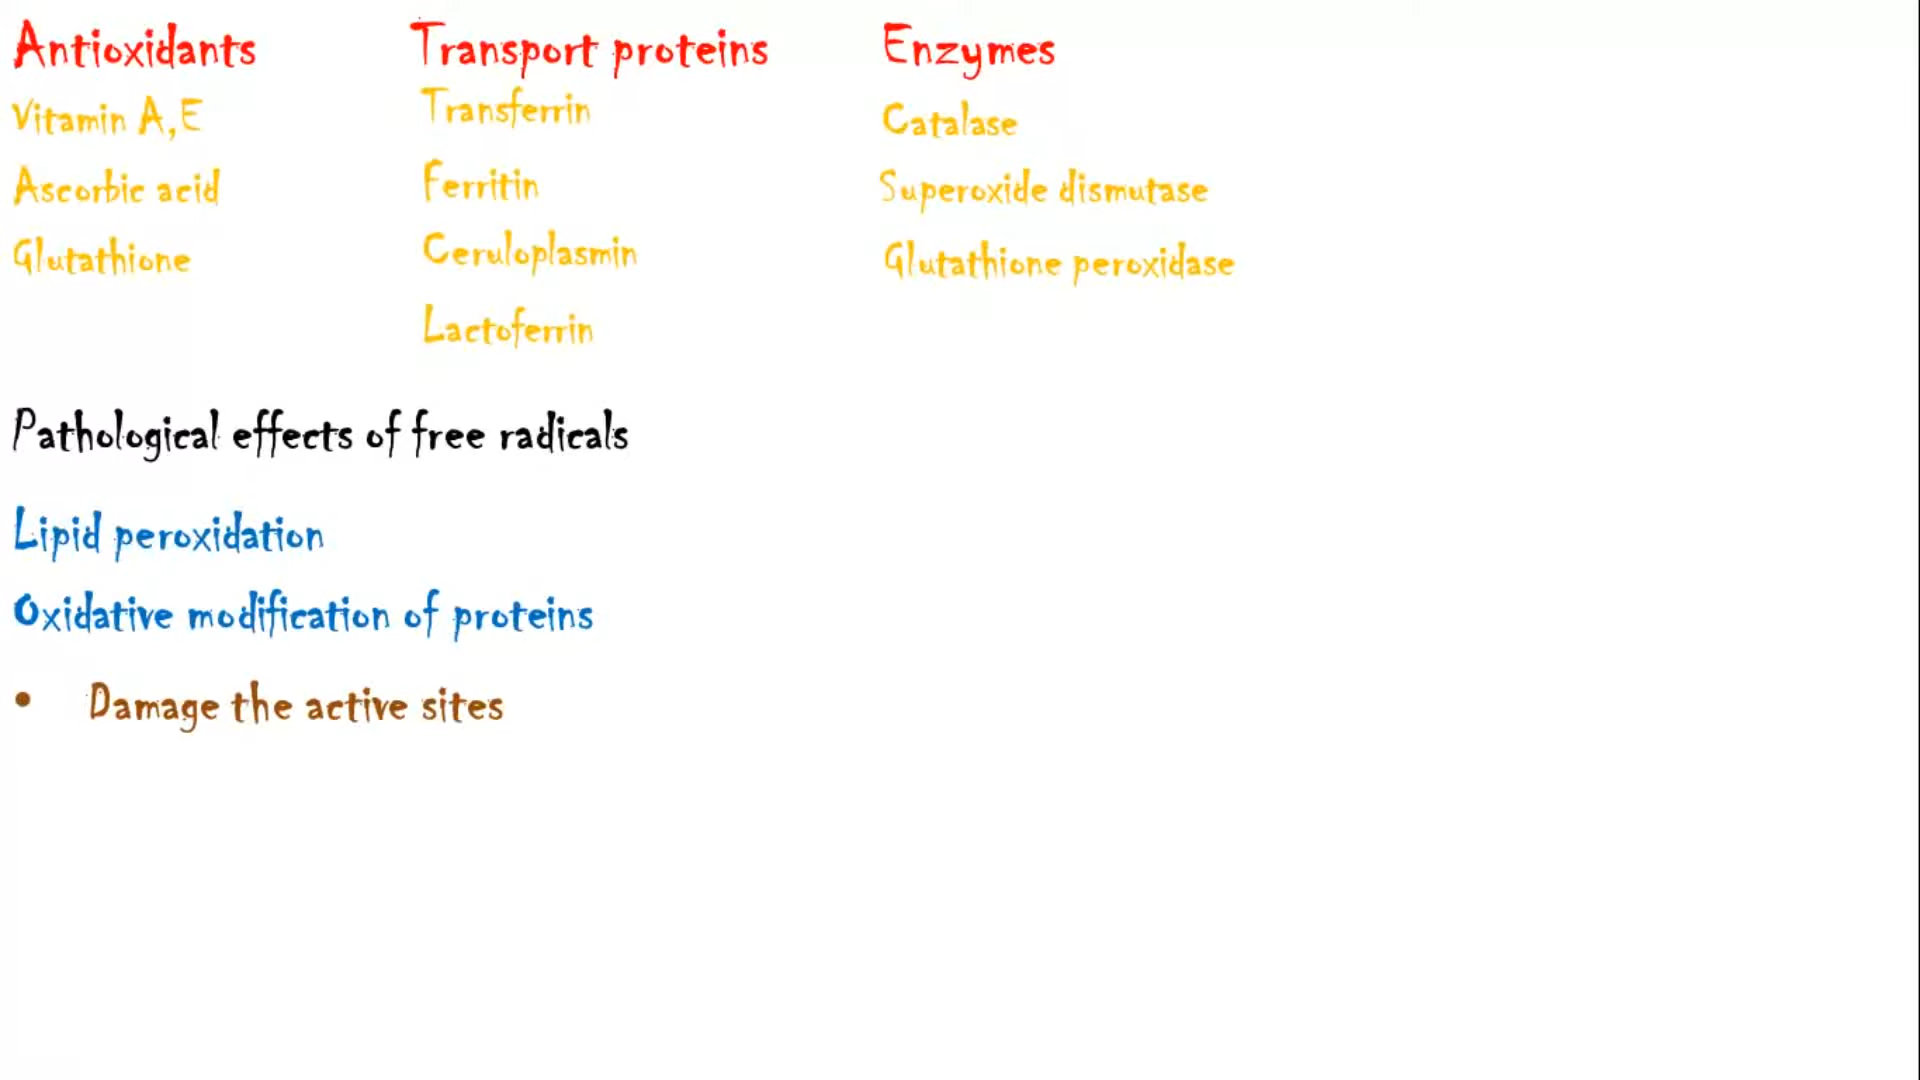 Antioxidants Transport proteins Enzymes
Vitamin A,E Transferrin Catalase
Ascorbic acid Ferritin Superoxide dismutase
Glutathione Ceruloplasmin Glutathione peroxidase
Lactoferrin
Pathological effects of free radicals
Lipid peroxidation
Oxidative modification of proteins
• Damage the active sites